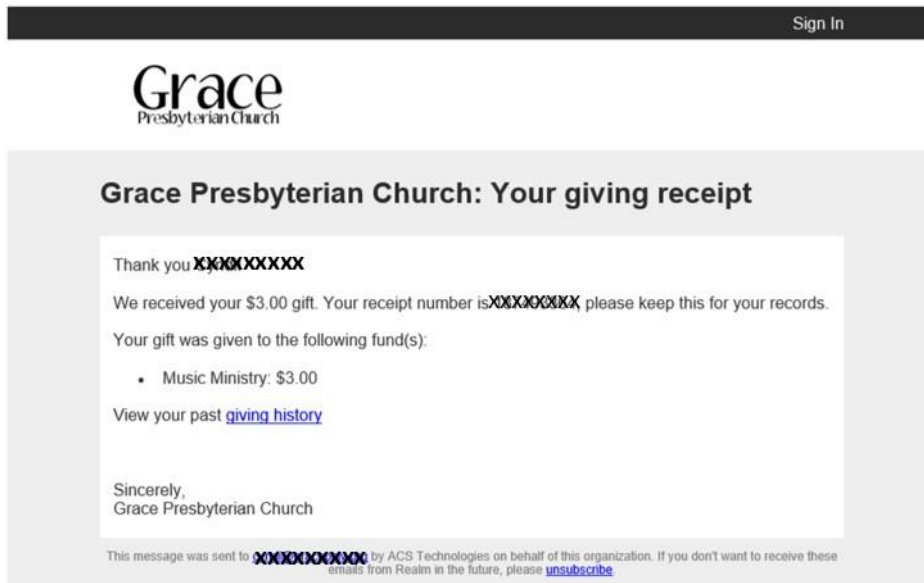 Sign In
Grace
Presbyterian Church
Grace Presbyterian Church: Your giving receipt
Thank you XXXXXXXXX
We received your $3.00 gift. Your receipt number is XXXXXXXX, please keep this for your records.
Your gift was given to the following fund(s):
• Music Ministry: $3.00
View your past giving history
Sincerely,
Grace Presbyterian Church
This message was sent to XXXXXXXXXX by ACS Technologies on behalf of this organization. If you don't want to receive these
emails from Realm in the future, please unsubscribe.